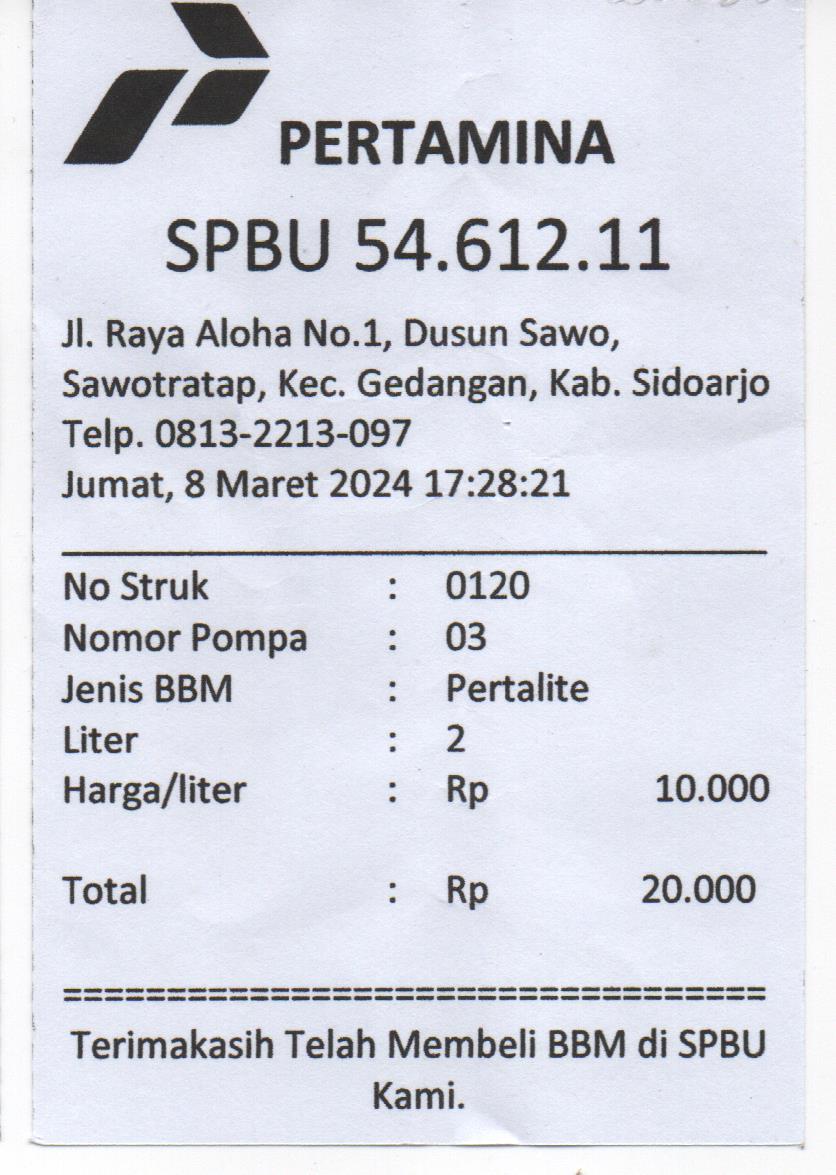 PERTAMINA
SPBU 54.612.11
Jl. Raya Aloha No.1, Dusun Sawo,
Sawotratap, Kec. Gedangan, Kab. Sidoarjo
Telp. 0813-2213-097
Jumat, 8 Maret 2024 17:28:21
No Struk : 0120
Nomor Pompa : 03
Jenis BBM : Pertalite
Liter : 2
Harga/liter : Rp 10.000
Total : Rp 20.000
==================================
Terimakasih Telah Membeli BBM di SPBU
Kami.